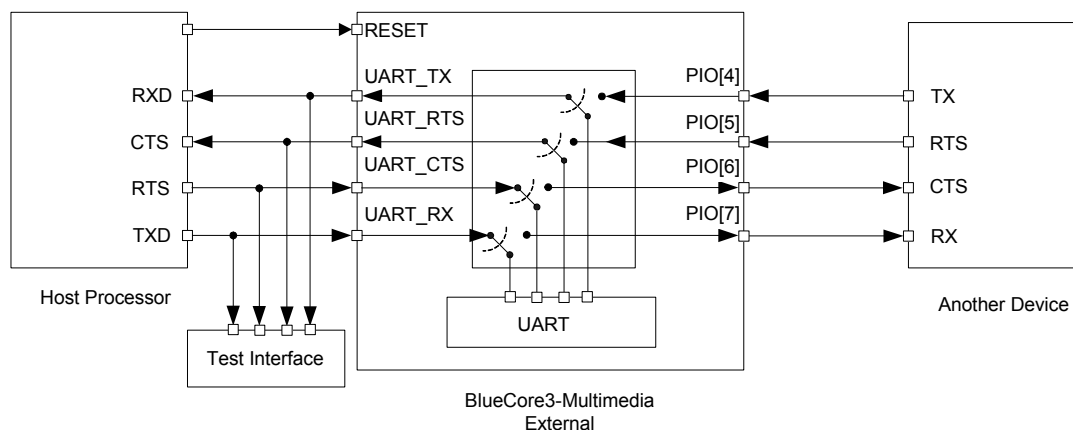 RESET
UART_TX
PIO[4]
RXD
TX
UART_RTS
PIO[5]
CTS
RTS
UART_CTS
PIO[6]
RTS
CTS
UART_RX
PIO[7]
TXD
RX
Host Processor
Another Device
UART
Test Interface
BlueCore3-Multimedia
External